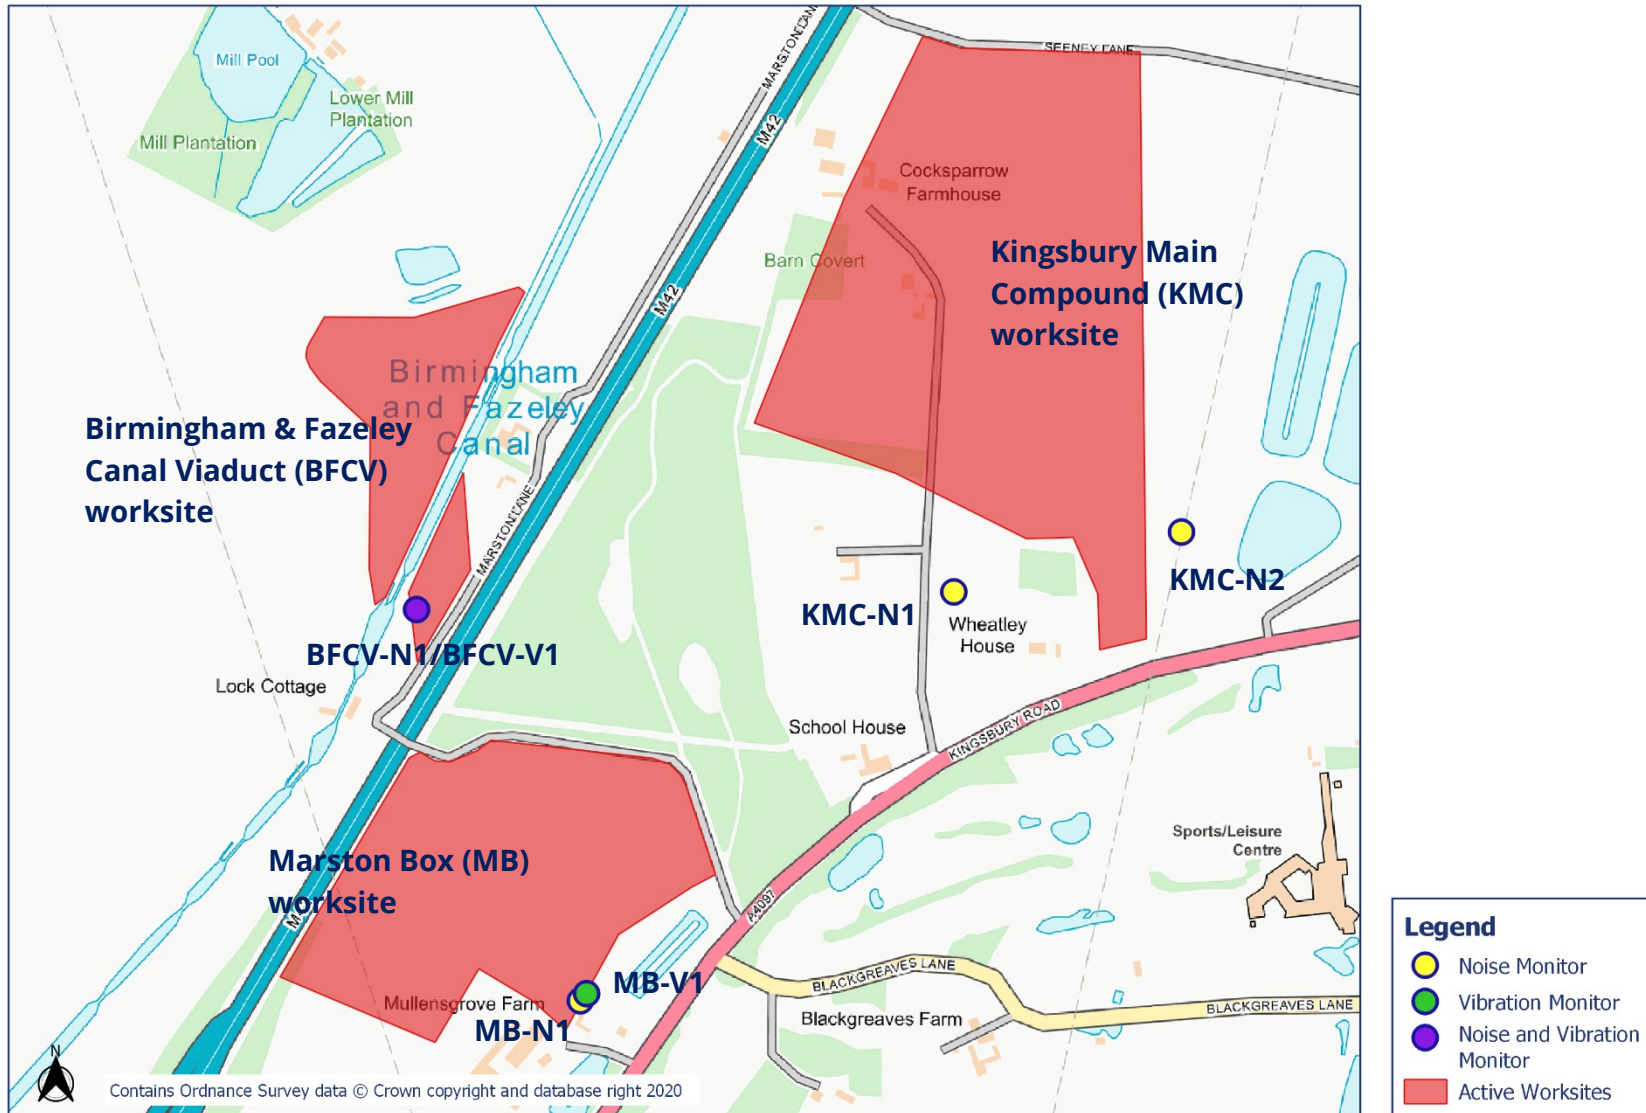 MARSTON LANE
SEENEY LANE
Mill Pool
Lower Mill
Plantation
Mill Plantation
M42
Cocksparrow
Farmhouse
Barn Covert
Kingsbury Main
Compound (KMC)
worksite
M42
Birmingham
and Fazeley
Canal
Birmingham & Fazeley
Canal Viaduct (BFCV)
worksite
MARSTON LANE
KMC-N2
KMC-N1
Wheatley
House
BFCV-N1/BFCV-V1
Lock Cottage
School House
KINGSBURY ROAD
Sports/Leisure
Centre
Marston Box (MB)
worksite
A4097
MB-V1
Mullensgrove Farm
MB-N1
BLACKGREAVES LANE
BLACKGREAVES LANE
Blackgreaves Farm
N
Contains Ordnance Survey data © Crown copyright and database right 2020
Legend
Noise Monitor
Vibration Monitor
Noise and Vibration
Monitor
Active Worksites